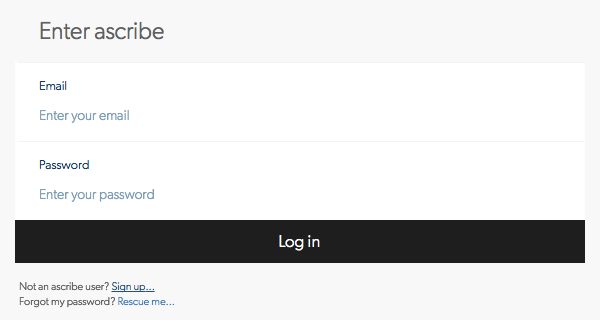 Enter ascribe
Email
Enter your email
Password
Enter your password
Log in
Not an ascribe user? Sign up...
Forgot my password? Rescue me...